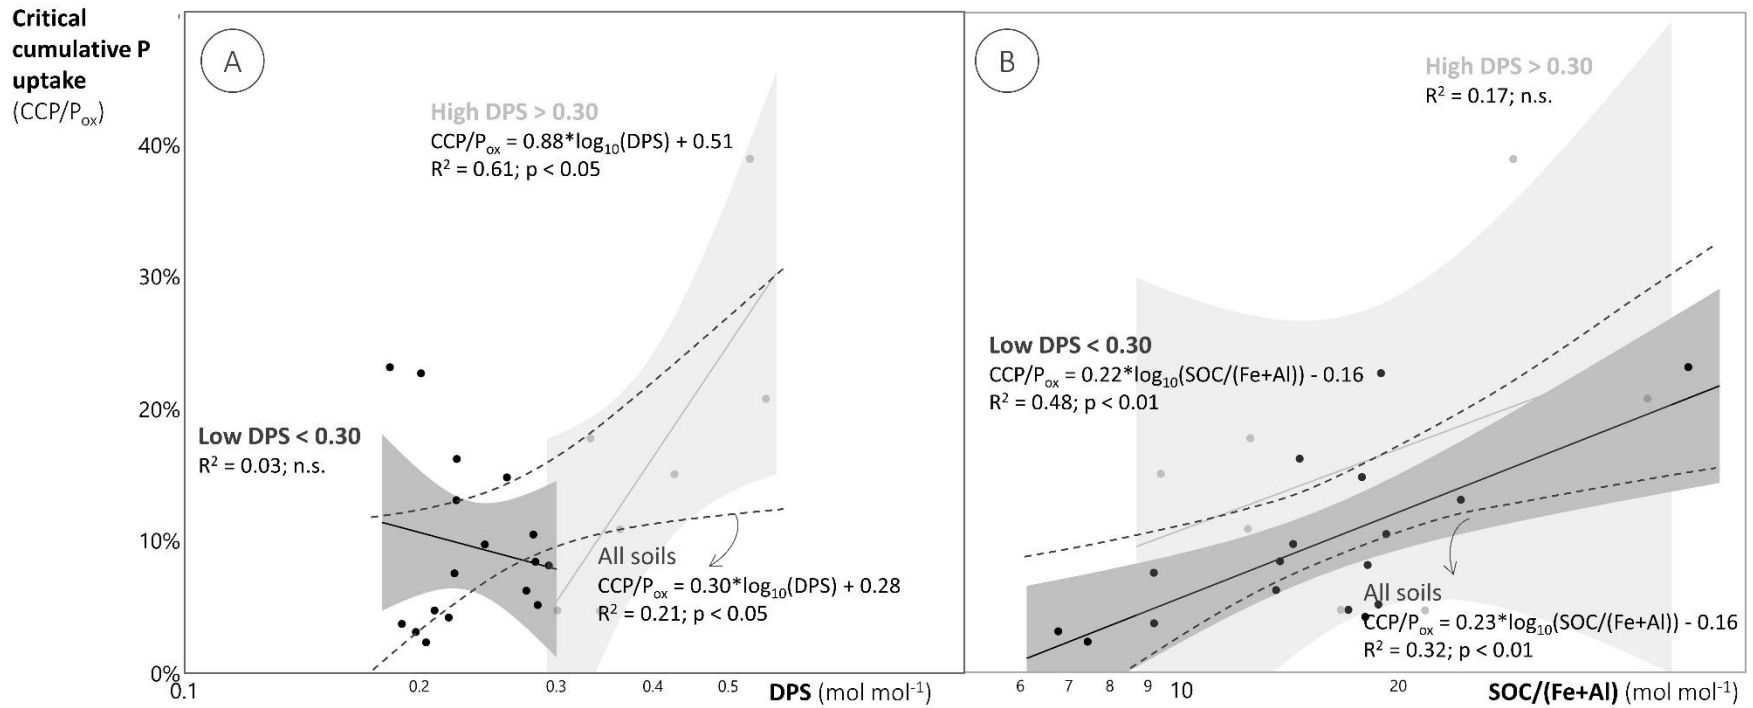 Critical
cumulative P
uptake
(CCP/Pox)
40%
30%
20%
10%
0%
A
High DPS > 0.30
CCP/Pox = 0.88*log10(DPS) + 0.51
R2 = 0.61; p < 0.05
Low DPS < 0.30
R2 = 0.03; n.s.
All soils
CCP/Pox = 0.30*log10(DPS) + 0.28
R2 = 0.21; p < 0.05
0.1 0.2 0.3 0.4 0.5 DPS (mol mol-1)
B
High DPS > 0.30
R2 = 0.17; n.s.
Low DPS < 0.30
CCP/Pox = 0.22*log10(SOC/(Fe+Al)) - 0.16
R2 = 0.48; p < 0.01
All soils
CCP/Pox = 0.23*log10(SOC/(Fe+Al)) - 0.16
R2 = 0.32; p < 0.01
6 7 8 9 10 20 SOC/(Fe+Al) (mol mol-1)